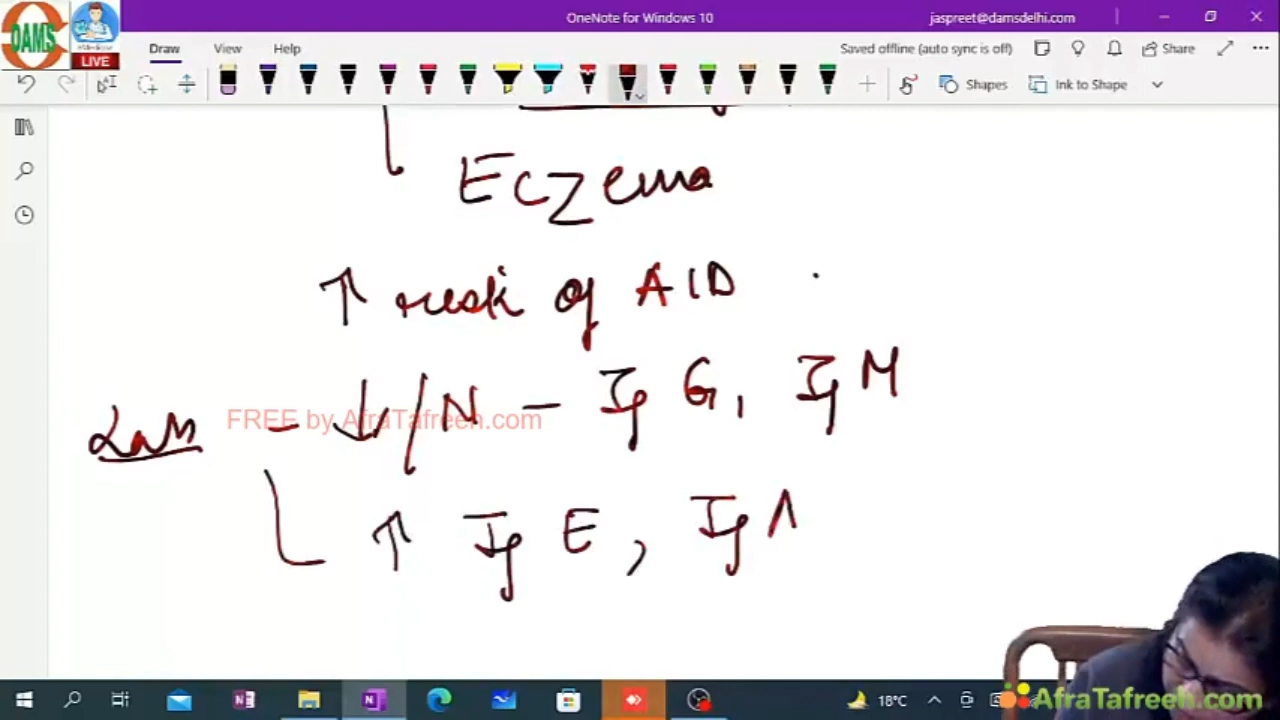 OneNote for Windows 10
jaspreet@damsdelhi.com
DAMS
LIVE
Draw View Help
Saved offline (auto sync is off)
Share
Shapes
Ink to Shape
Eczema
↑ risk of AID
Lab - ↓/N - Ig G, Ig M
FREE by AfraTafreeh.com
↑ Ig E, Ig A
18°C
AfraTafreeh.com